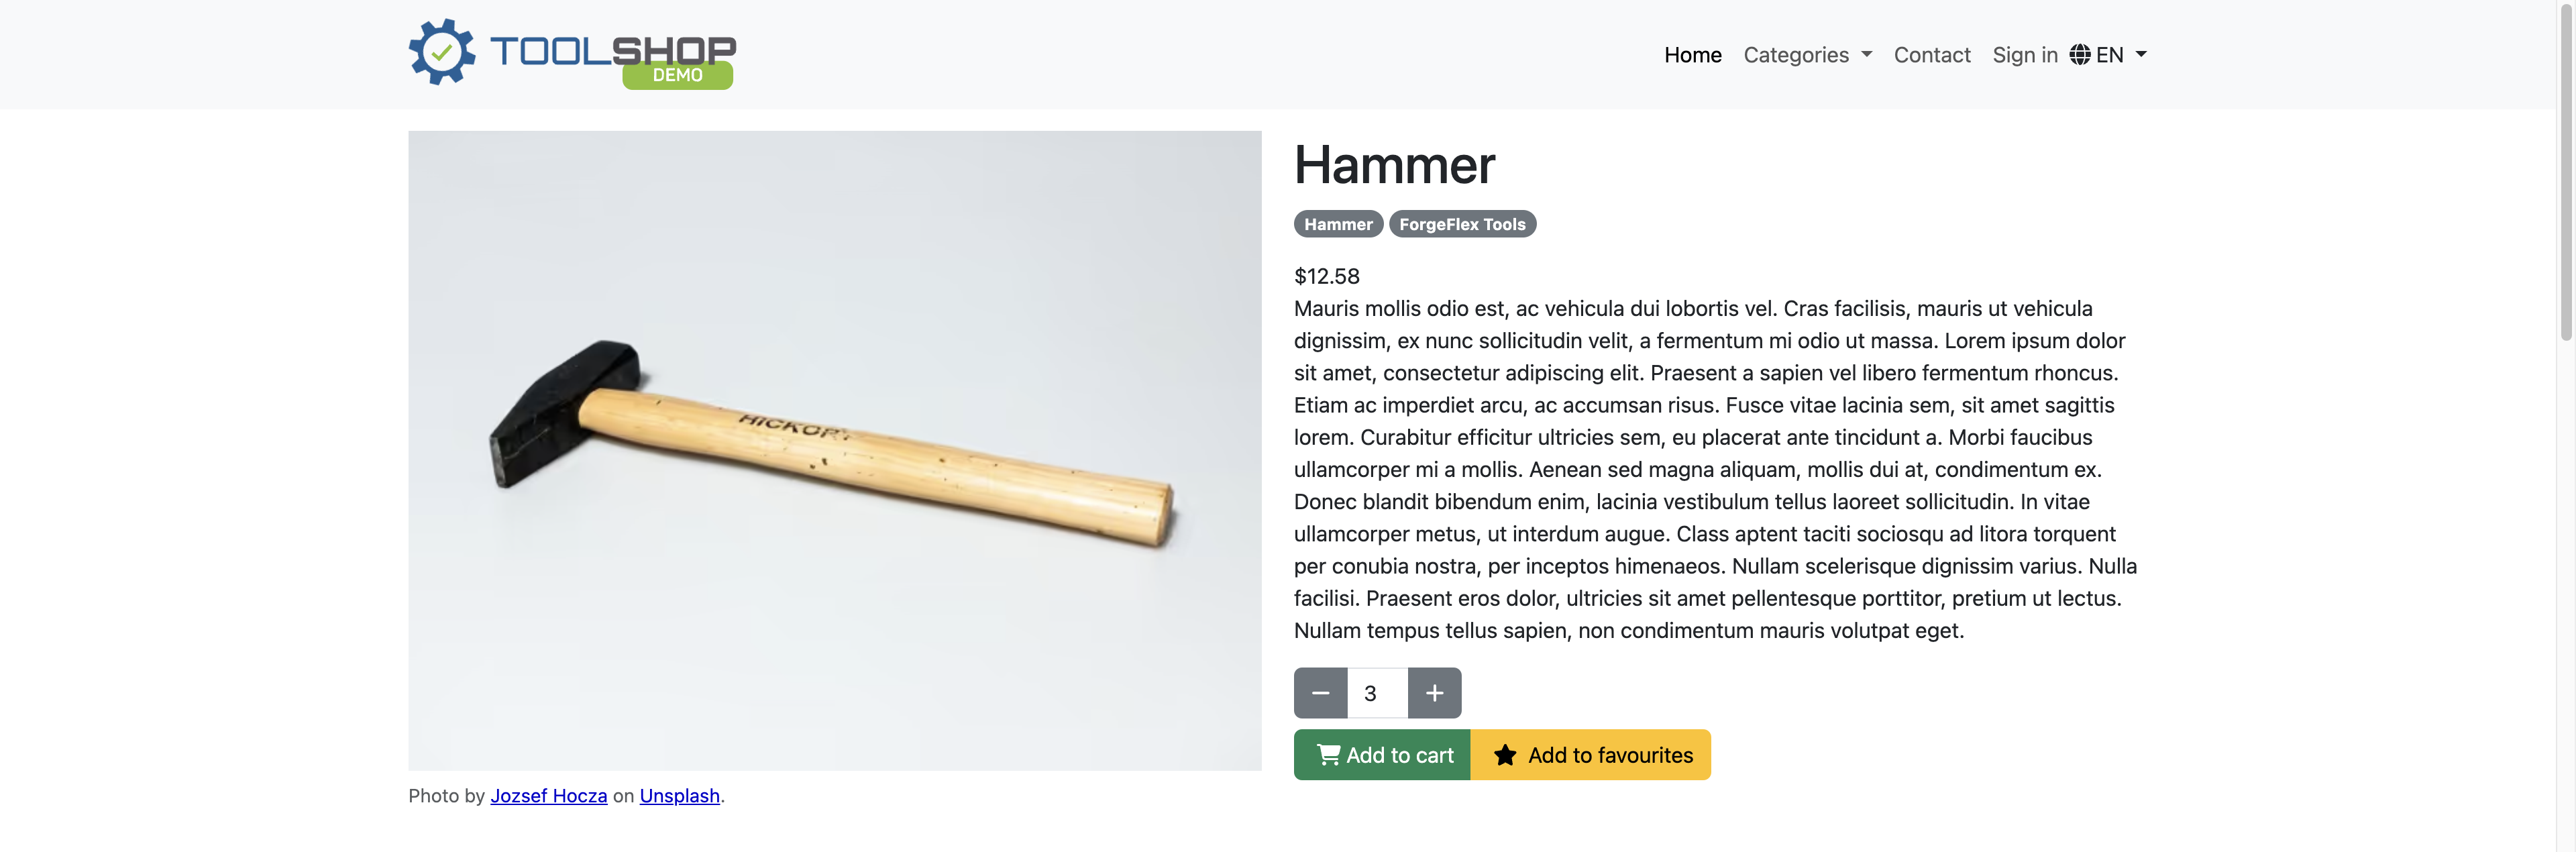 TOOLSHOP
DEMO
Home Categories Contact Sign in EN
HICKORY
Hammer
Hammer ForgeFlex Tools
$12.58
Mauris mollis odio est, ac vehicula dui lobortis vel. Cras facilisis, mauris ut vehicula
dignissim, ex nunc sollicitudin velit, a fermentum mi odio ut massa. Lorem ipsum dolor
sit amet, consectetur adipiscing elit. Praesent a sapien vel libero fermentum rhoncus.
Etiam ac imperdiet arcu, ac accumsan risus. Fusce vitae lacinia sem, sit amet sagittis
lorem. Curabitur efficitur ultricies sem, eu placerat ante tincidunt a. Morbi faucibus
ullamcorper mi a mollis. Aenean sed magna aliquam, mollis dui at, condimentum ex.
Donec blandit bibendum enim, lacinia vestibulum tellus laoreet sollicitudin. In vitae
ullamcorper metus, ut interdum augue. Class aptent taciti sociosqu ad litora torquent
per conubia nostra, per inceptos himenaeos. Nullam scelerisque dignissim varius. Nulla
facilisi. Praesent eros dolor, ultricies sit amet pellentesque porttitor, pretium ut lectus.
Nullam tempus tellus sapien, non condimentum mauris volutpat eget.
3
Add to cart Add to favourites
Photo by Jozsef Hocza on Unsplash.